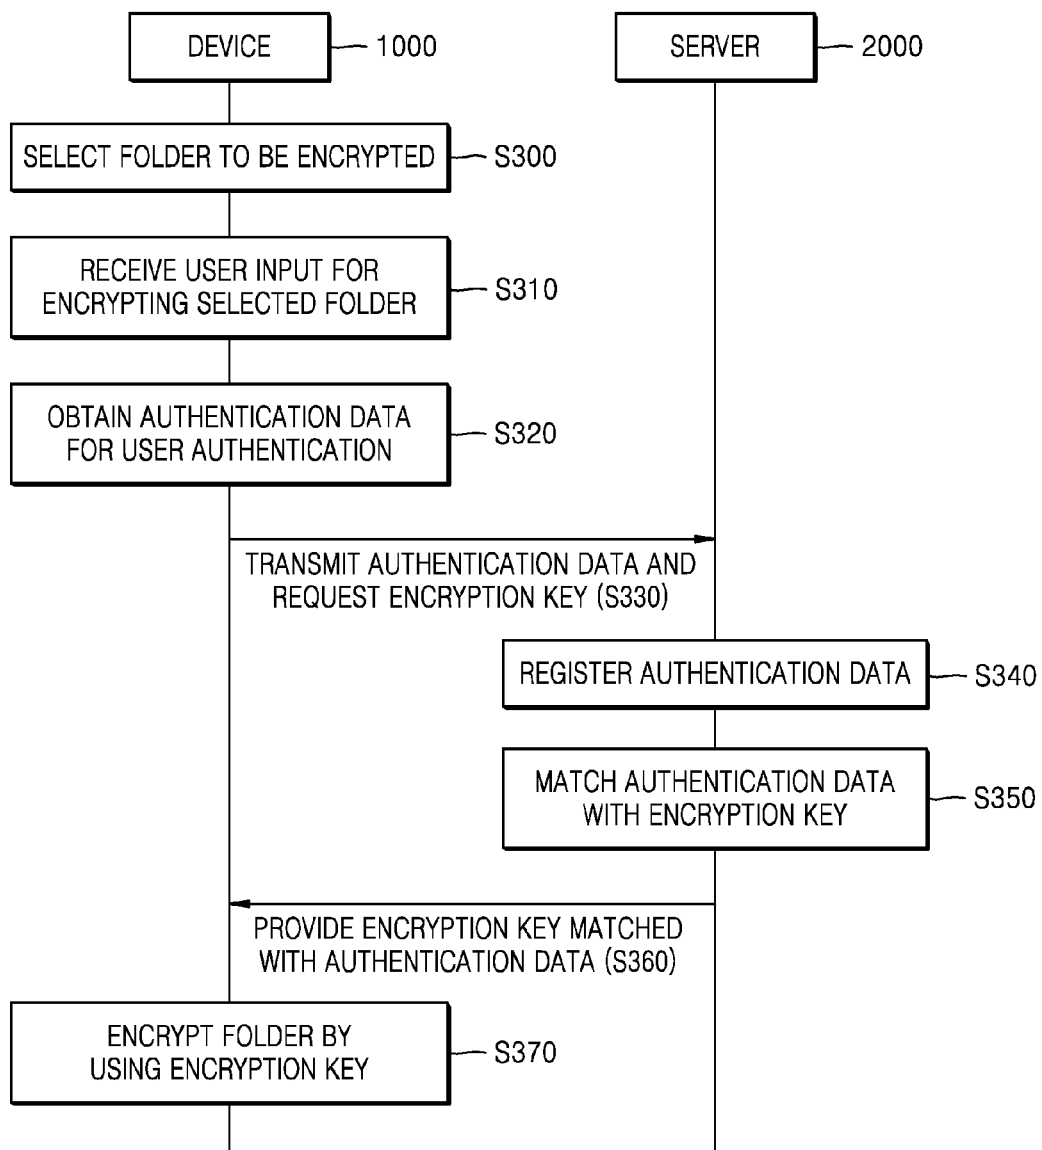 DEVICE
1000
SERVER
2000
SELECT FOLDER TO BE ENCRYPTED
S300
RECEIVE USER INPUT FOR
ENCRYPTING SELECTED FOLDER
S310
OBTAIN AUTHENTICATION DATA
FOR USER AUTHENTICATION
S320
TRANSMIT AUTHENTICATION DATA AND
REQUEST ENCRYPTION KEY (S330)
REGISTER AUTHENTICATION DATA
S340
MATCH AUTHENTICATION DATA
WITH ENCRYPTION KEY
S350
PROVIDE ENCRYPTION KEY MATCHED
WITH AUTHENTICATION DATA (S360)
ENCRYPT FOLDER BY
USING ENCRYPTION KEY
S370